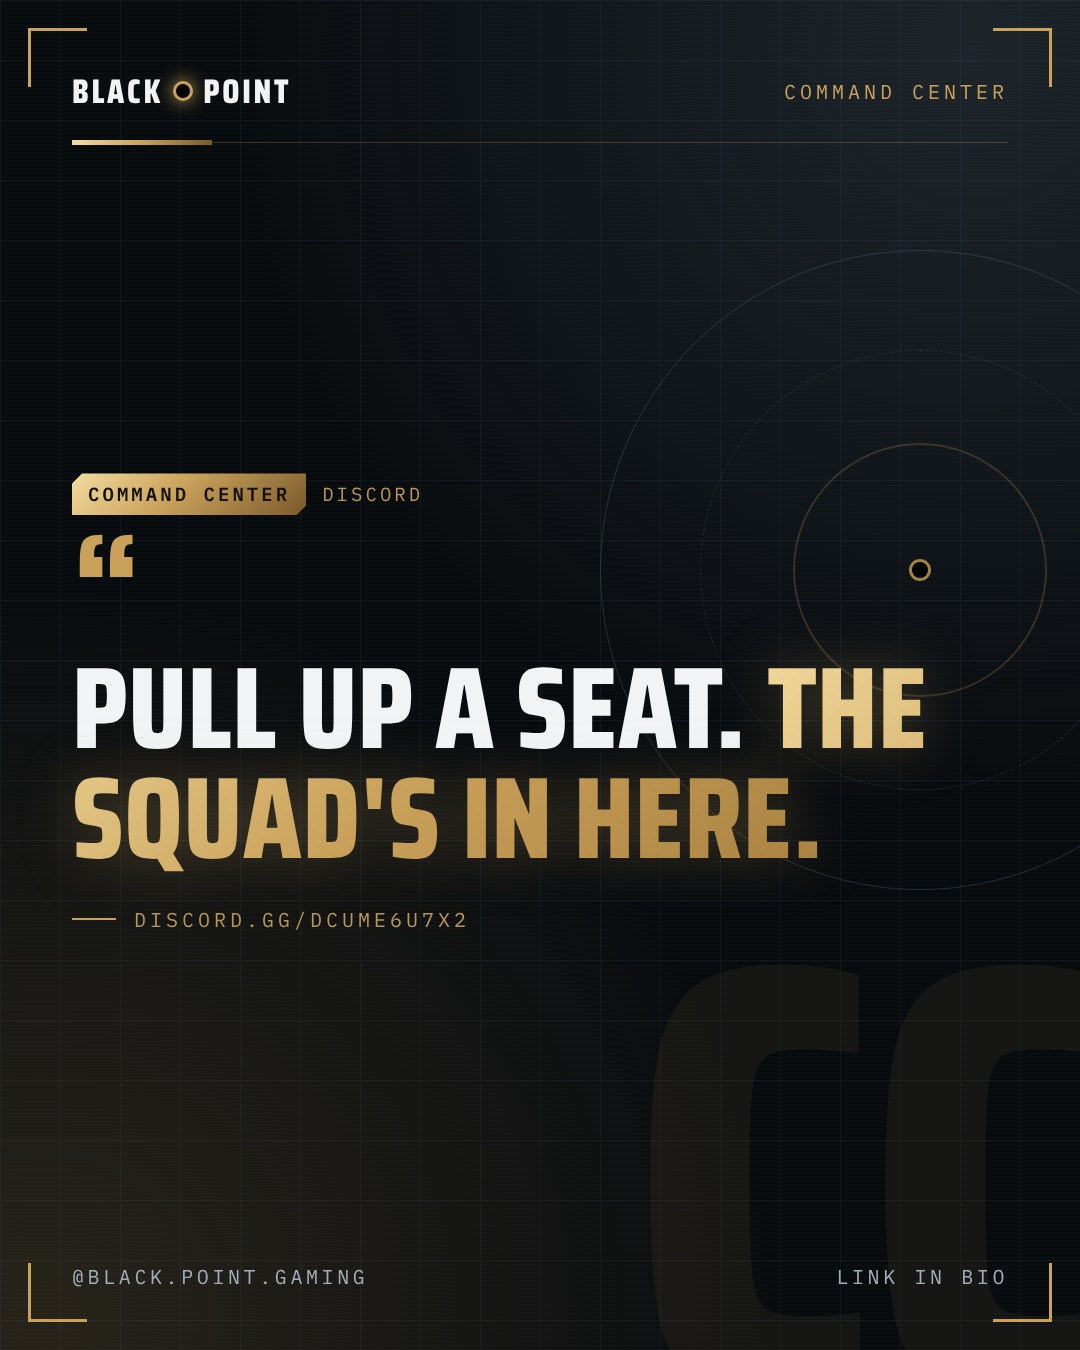 BLACK POINT
COMMAND CENTER
COMMAND CENTER
DISCORD
“
PULL UP A SEAT. THE
SQUAD'S IN HERE.
— DISCORD.GG/DCUME6U7X2
CC
@BLACK.POINT.GAMING
LINK IN BIO